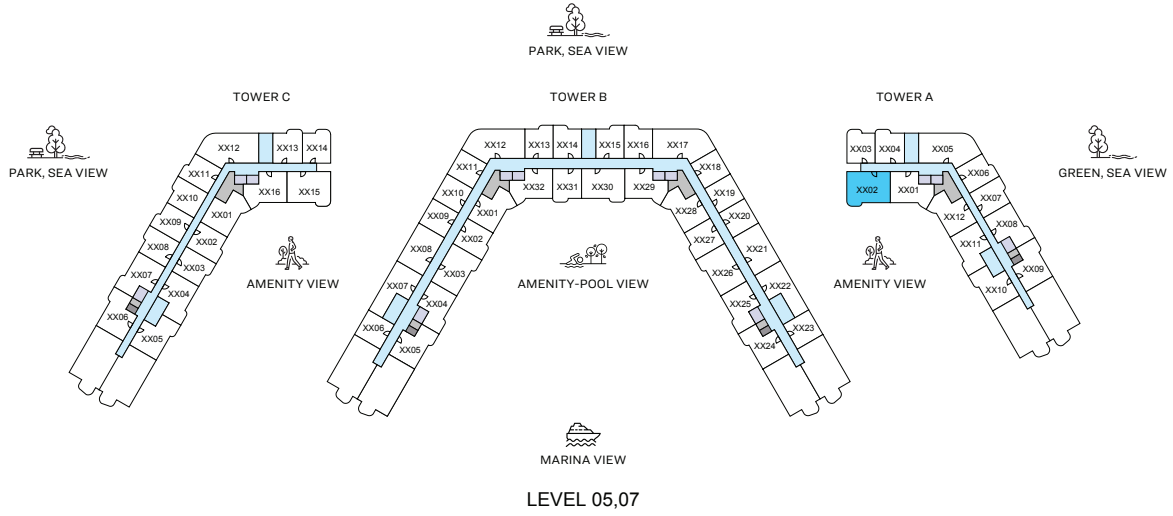 PARK, SEA VIEW
TOWER C
TOWER B
TOWER A
PARK, SEA VIEW
GREEN, SEA VIEW
XX12
XX13
XX14
XX11
XX16
XX15
XX10
XX01
XX09
XX02
XX08
XX03
XX07
XX04
XX06
XX05
XX12
XX13
XX14
XX15
XX16
XX17
XX11
XX32
XX31
XX30
XX29
XX18
XX10
XX01
XX28
XX19
XX09
XX02
XX27
XX20
XX08
XX03
XX26
XX21
XX07
XX04
XX25
XX22
XX06
XX05
XX24
XX23
XX03
XX04
XX05
XX02
XX01
XX06
XX12
XX07
XX11
XX08
XX10
XX09
AMENITY VIEW
AMENITY-POOL VIEW
AMENITY VIEW
MARINA VIEW
LEVEL 05,07